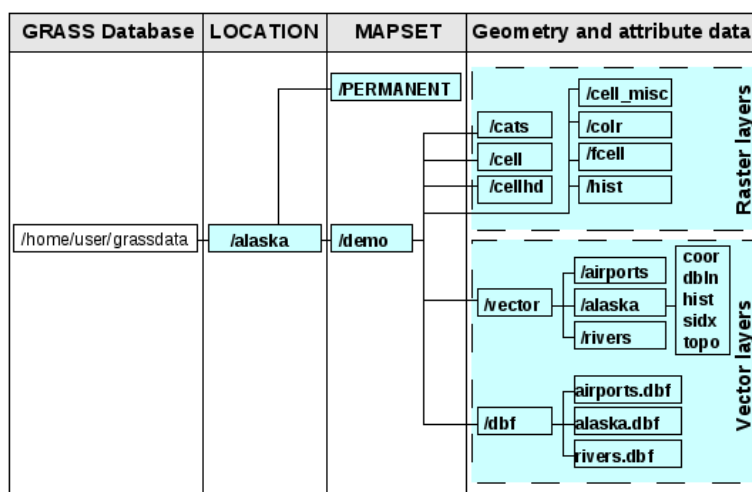 GRASS Database LOCATION MAPSET Geometry and attribute data
/PERMANENT
/cell_misc
/cats
/colr
/cell
/fcell
/cellhd
/hist
Raster layers
/home/user/grassdata
/alaska
/demo
/vector
/airports
/alaska
/rivers
coor
dbln
hist
sidx
topo
/dbf
airports.dbf
alaska.dbf
rivers.dbf
Vector layers